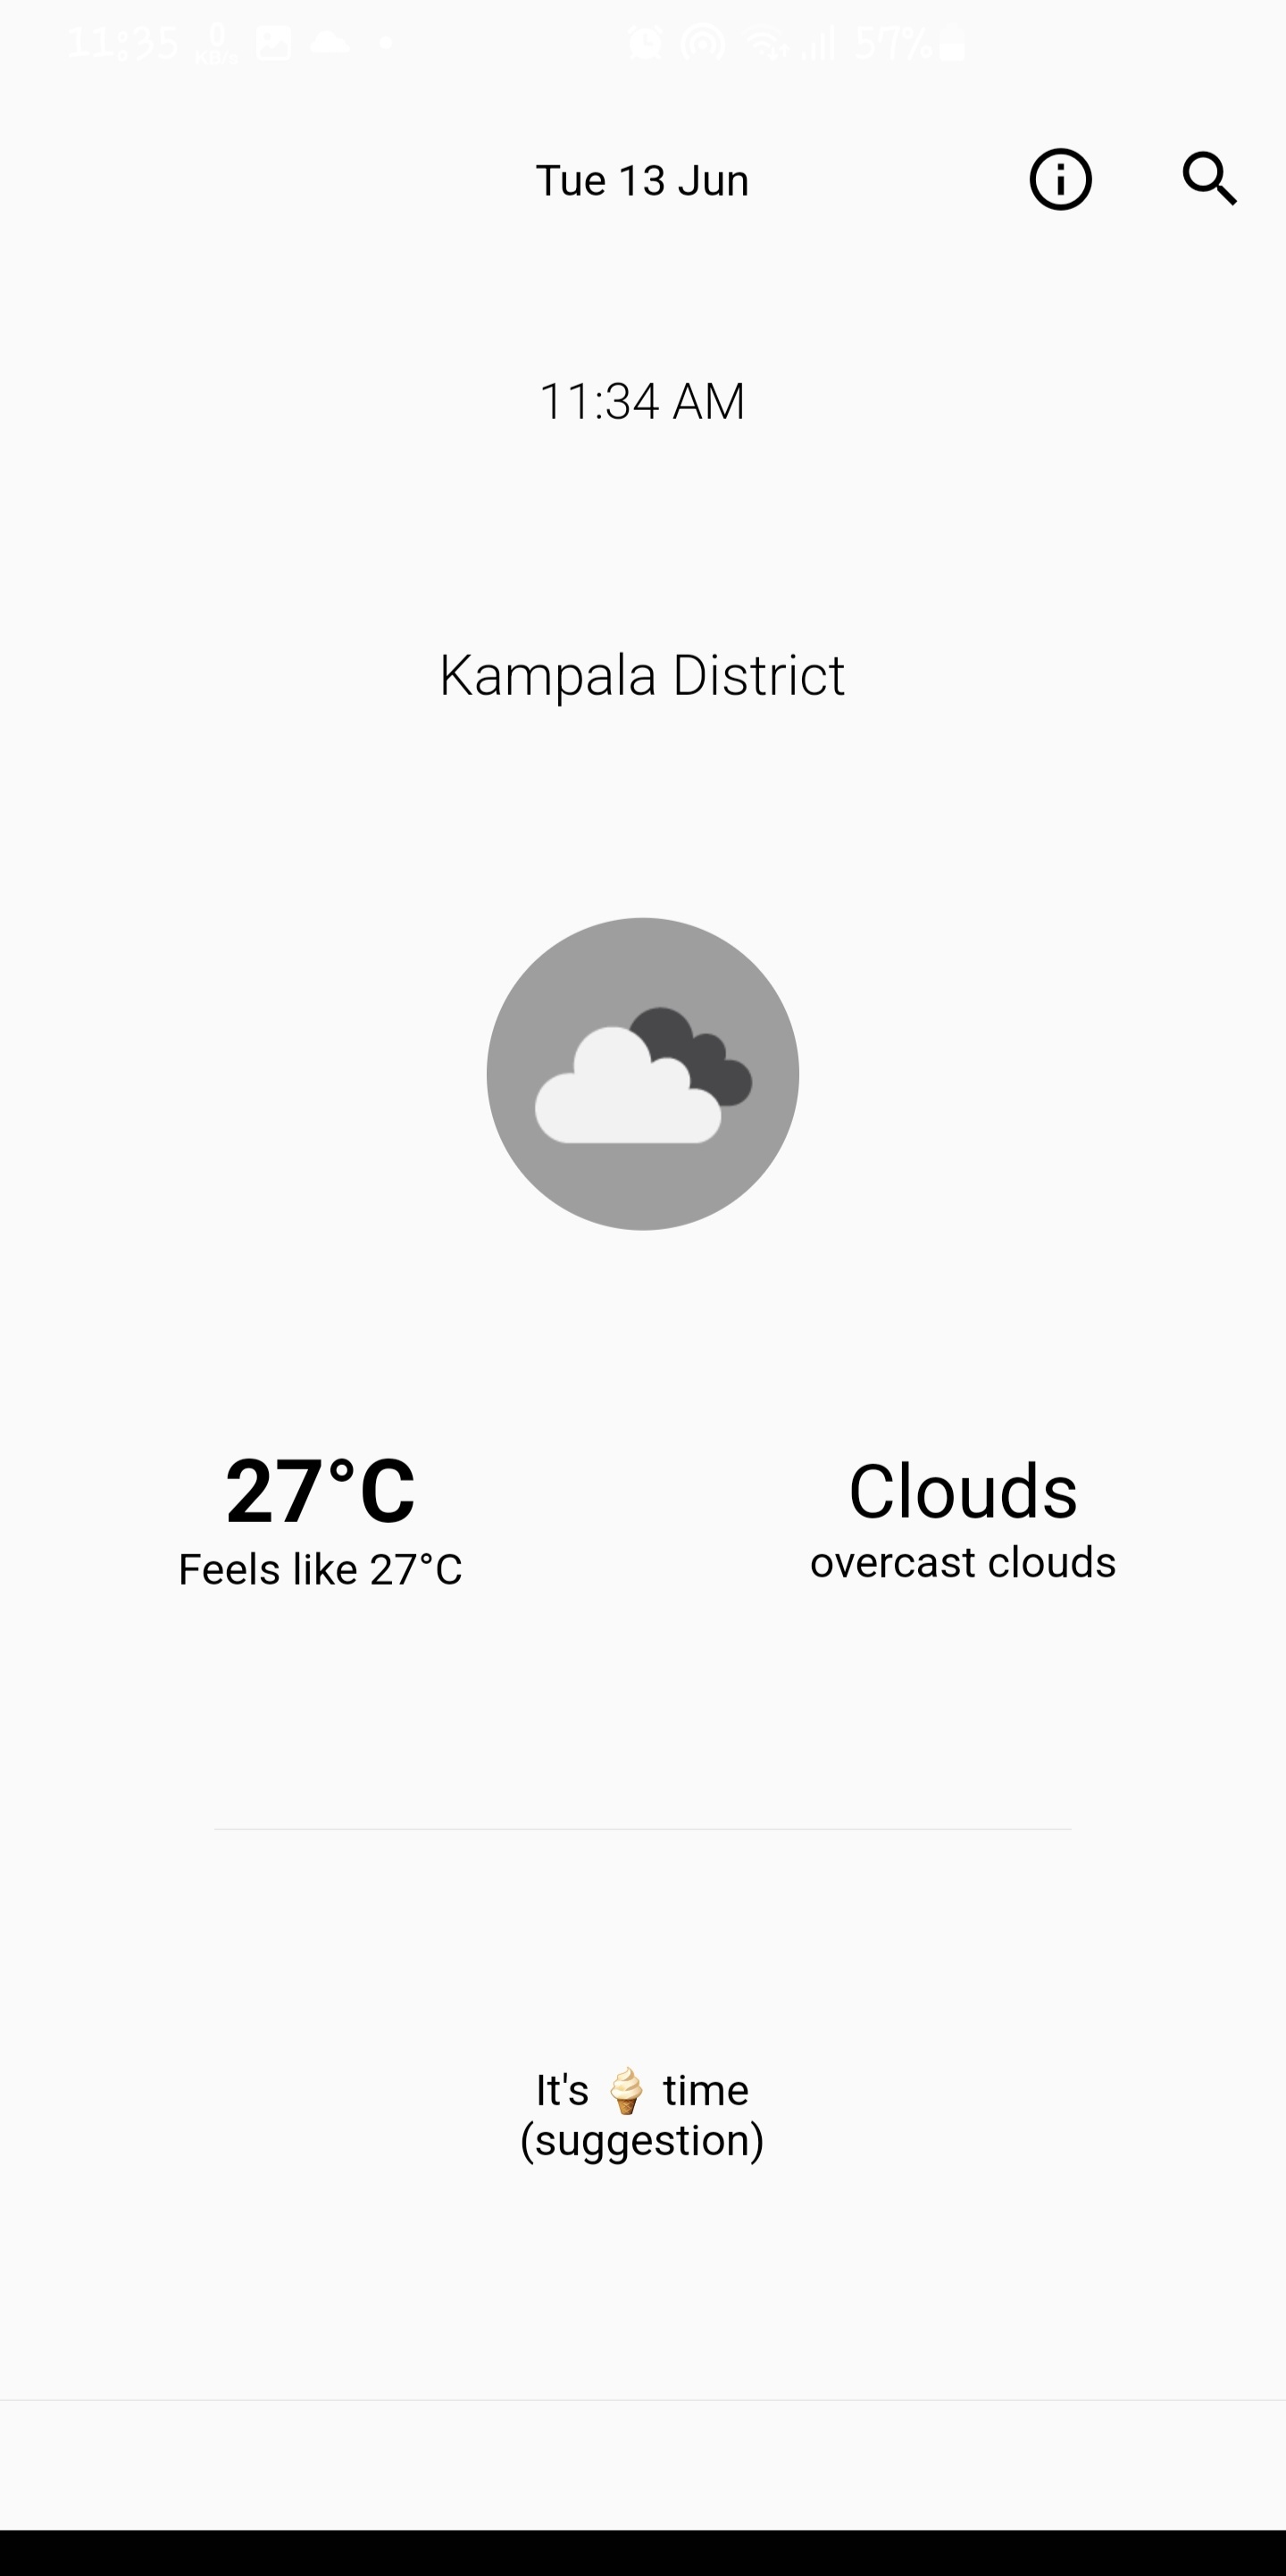 11:35 0 KB/s 57%
Tue 13 Jun
11:34 AM
Kampala District
27°C
Feels like 27°C
Clouds
overcast clouds
It's 🍦 time
(suggestion)